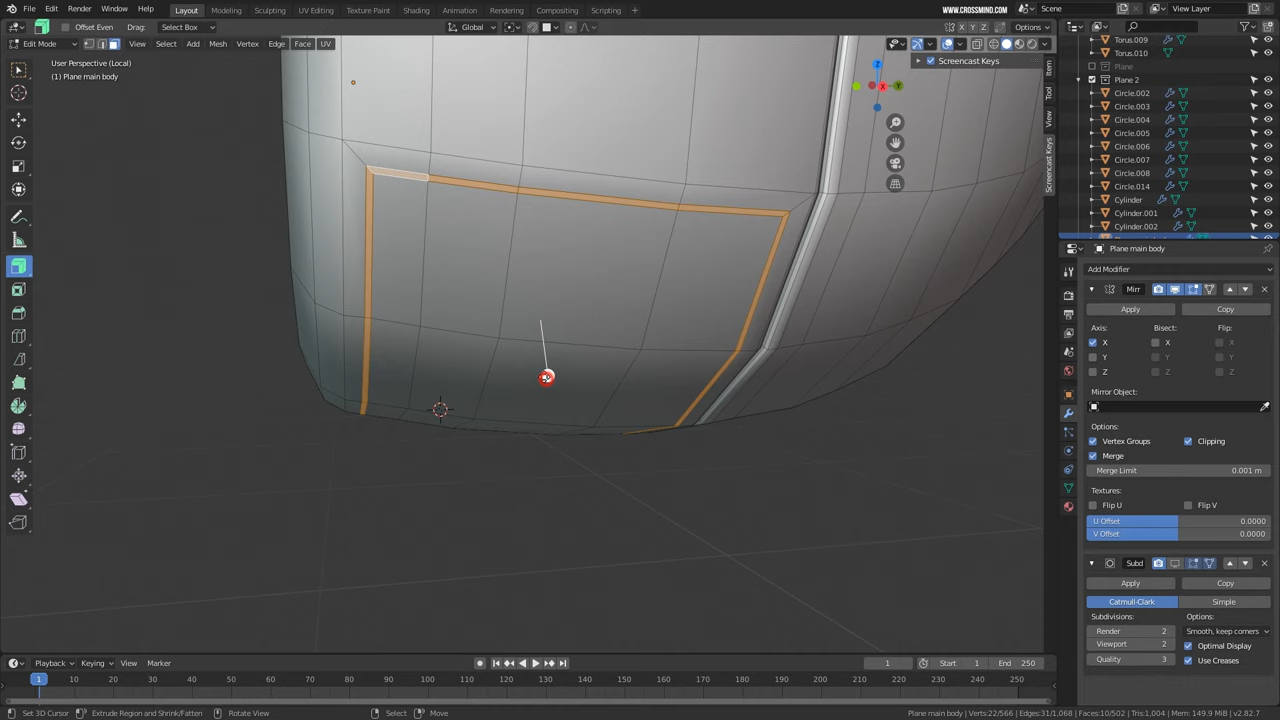 File Edit Render Window Help Layout Modeling Sculpting UV Editing Texture Paint Shading Animation Rendering Compositing Scripting + WWW.CROSSMIND.COM Scene View Layer
Offset Even Drag: Select Box Global X Y Z Options
Edit Mode View Select Add Mesh Vertex Edge Face UV
User Perspective (Local)
(1) Plane main body
Screencast Keys
Z
X
Y
Item
Tool
View
Screencast Keys
Torus.009
Torus.010
Plane
Plane 2
Circle.002
Circle.003
Circle.004
Circle.005
Circle.006
Circle.007
Circle.008
Circle.014
Cylinder
Cylinder.001
Cylinder.002
Plane main body
Add Modifier
Mirr
Apply Copy
Axis: Bisect: Flip:
X X X
Y Y Y
Z Z Z
Mirror Object:
Options:
Vertex Groups Clipping
Merge
Merge Limit 0.001 m
Textures:
Flip U Flip V
U Offset 0.0000
V Offset 0.0000
Subd
Apply Copy
Catmull-Clark Simple
Subdivisions: Options:
Render 2 Smooth, keep corners
Viewport 2 Optimal Display
Quality 3 Use Creases
Playback Keying View Marker 1 Start 1 End 250
1 10 20 30 40 50 60 70 80 90 100 110 120 130 140 150 160 170 180 190 200 210 220 230 240 250
Set 3D Cursor Extrude Region and Shrink/Fatten Rotate View Select Move Plane main body | Verts:22/566 | Edges:31/1,068 | Faces:10/502 | Tris:1,004 | Mem: 149.9 MiB | v2.82.7